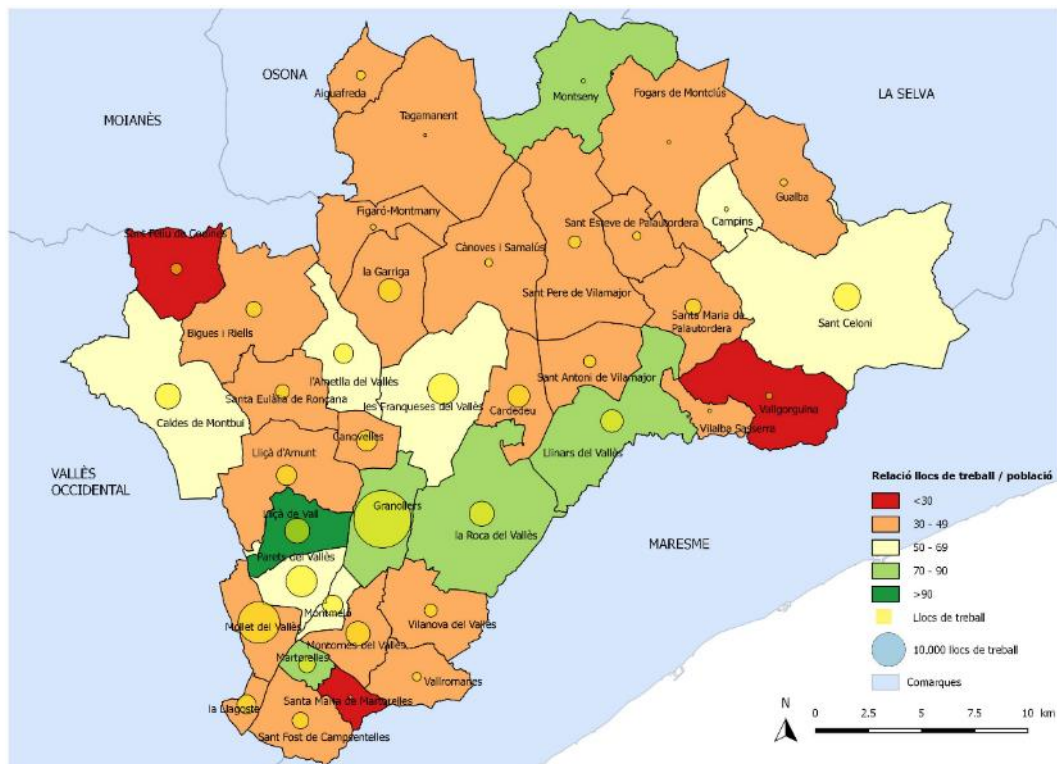 OSONA
MOIANÈS
LA SELVA
Aiguafreda
Tagamanent
Montseny
Fogars de Montclús
Gualba
Campins
Figaró-Montmany
Sant Esteve de Palautordera
Sant Feliu de Codines
Cànoves i Samalús
la Garriga
Sant Pere de Vilamajor
Santa Maria de
Palautordera
Sant Celoni
Bigues i Riells
l'Ametlla del Vallès
Sant Antoni de Vilamajor
Santa Eulàlia de Ronçana
les Franqueses del Vallès
Cardedeu
Vallgorguina
Caldes de Montbui
Vilalba Sasserra
Canovelles
Lliçà d'Amunt
Llinars del Vallès
VALLÈS
OCCIDENTAL
Granollers
Lliçà de Vall
la Roca del Vallès
MARESME
Parets del Vallès
Montmeló
Vilanova del Vallès
Mollet del Vallès
Montornès del Vallès
Martorelles
Vallromanes
Santa Maria de Martorelles
la Llagosta
Sant Fost de Campsentelles
Relació llocs de treball / població
<30
30 - 49
50 - 69
70 - 90
>90
Llocs de treball
10.000 llocs de treball
Comarques
N
0 2.5 5 7.5 10 km